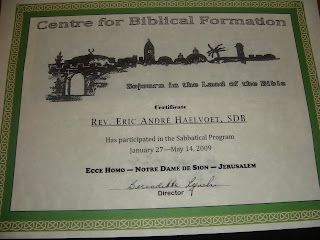 Centre for Biblical Formation
Sojourn in the Land of the Bible
Certificate
REV. ERIC ANDRÉ HAELVOET, SDB
Has participated in the Sabbatical Program
January 27—May 14, 2009
ECCE HOMO — NOTRE DAME DE SION — JERUSALEM
Director